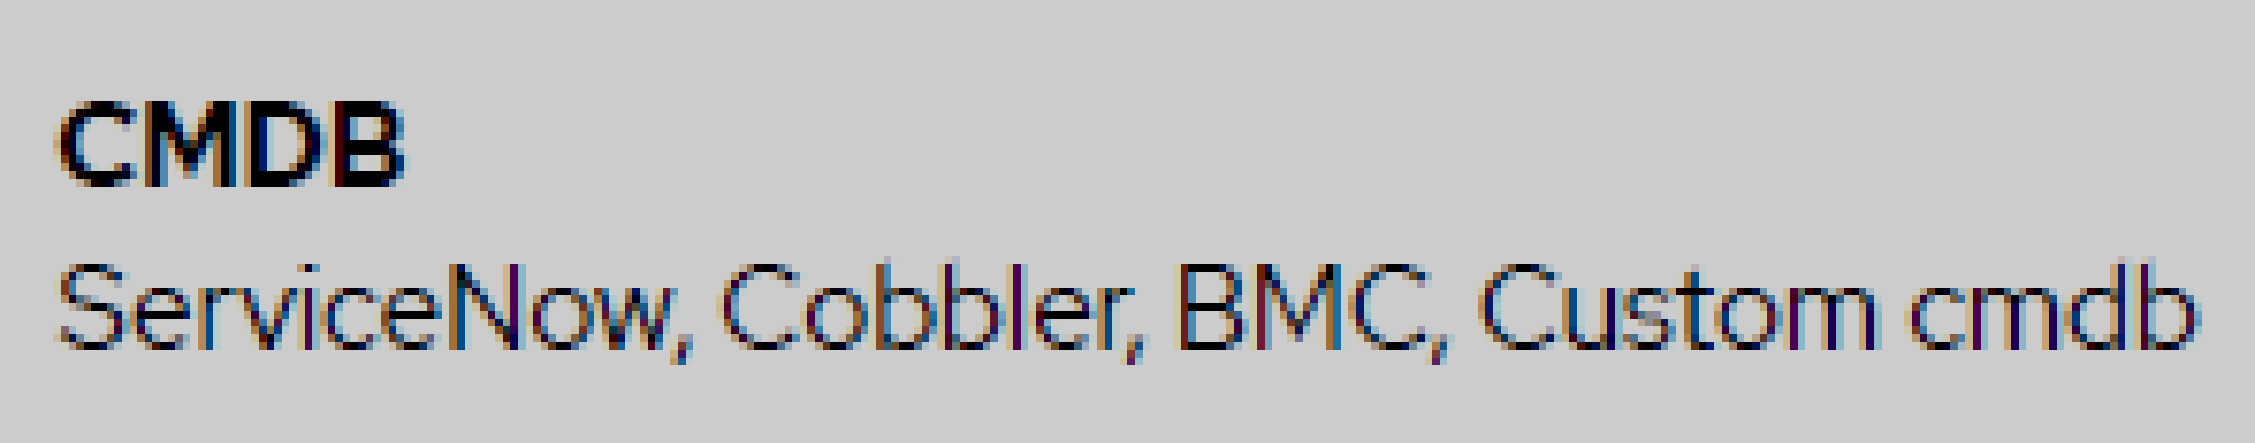 CMDB
ServiceNow, Cobbler, BMC, Custom cmdb